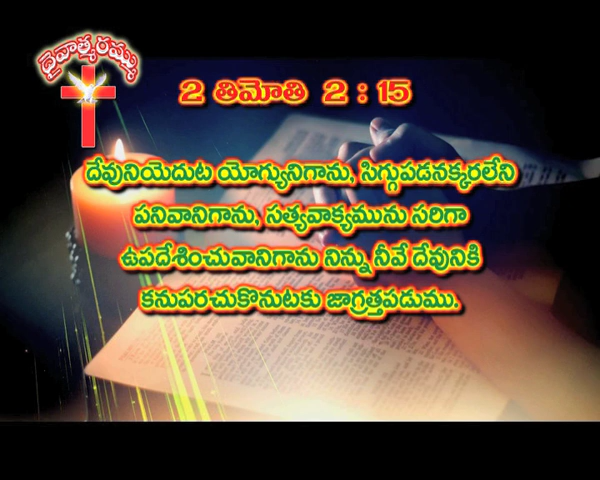 దైవాత్మరమ్ము
2 తిమోతి 2 : 15
దేవునియెదుట యోగ్యునిగాను, సిగ్గుపడనక్కరలేని
పనివానిగాను, సత్యవాక్యమును సరిగా
ఉపదేశించువానిగాను నిన్ను నీవే దేవునికి
కనుపరచుకొనుటకు జాగ్రత్తపడుము.